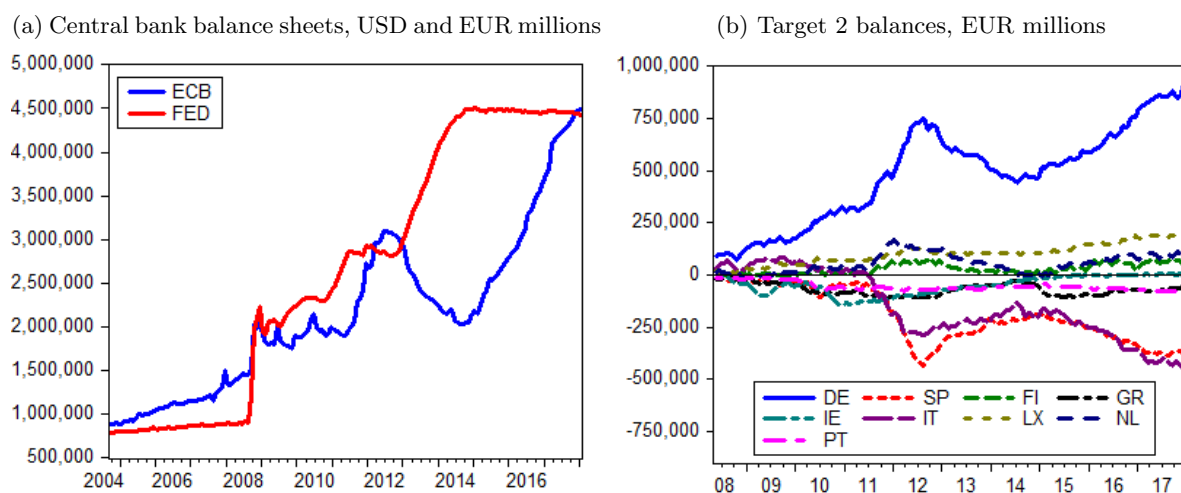 (a) Central bank balance sheets, USD and EUR millions
5,000,000
4,500,000
4,000,000
3,500,000
3,000,000
2,500,000
2,000,000
1,500,000
1,000,000
500,000
ECB
FED
2004 2006 2008 2010 2012 2014 2016
(b) Target 2 balances, EUR millions
1,000,000
750,000
500,000
250,000
0
-250,000
-500,000
-750,000
DE SP FI GR
IE IT LX NL
PT
08 09 10 11 12 13 14 15 16 17